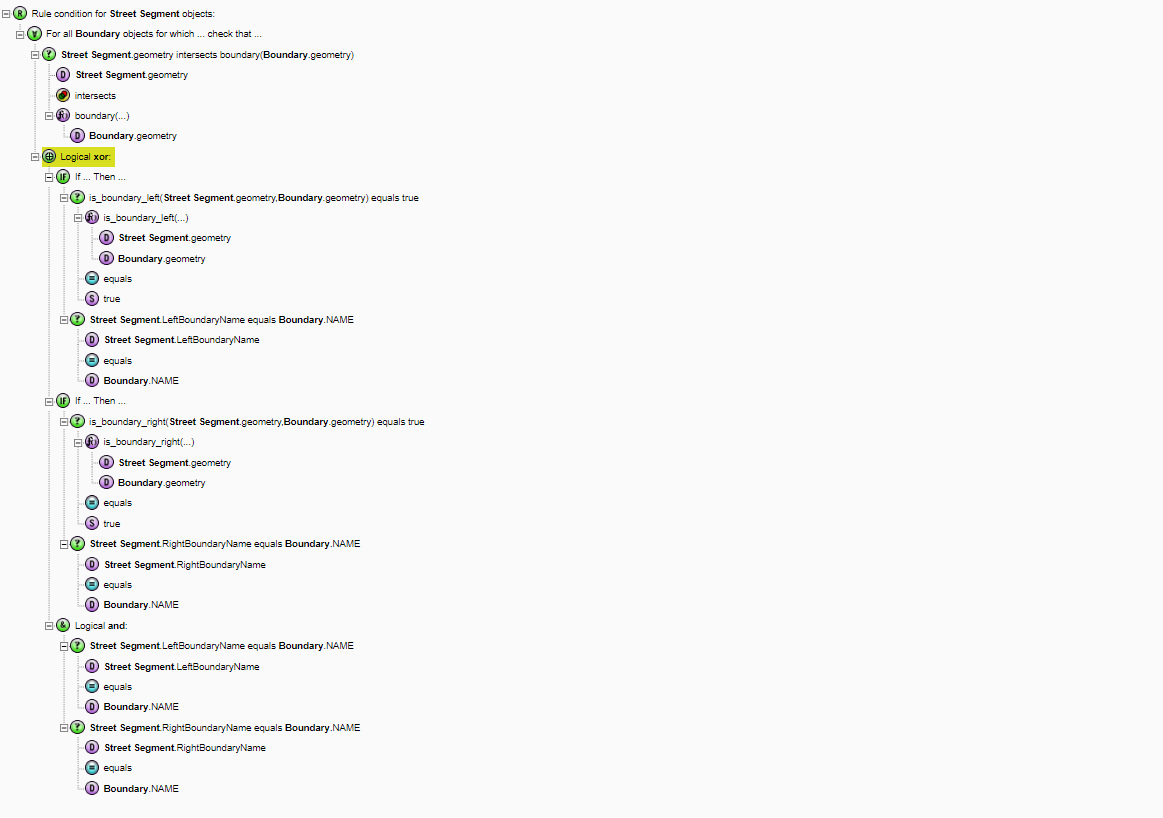 Rule condition for Street Segment objects:
For all Boundary objects for which ... check that ...
Street Segment.geometry intersects boundary(Boundary.geometry)
Street Segment.geometry
intersects
boundary(...)
Boundary.geometry
Logical xor:
If ... Then ...
is_boundary_left(Street Segment.geometry,Boundary.geometry) equals true
is_boundary_left(...)
Street Segment.geometry
Boundary.geometry
equals
true
Street Segment.LeftBoundaryName equals Boundary.NAME
Street Segment.LeftBoundaryName
equals
Boundary.NAME
If ... Then ...
is_boundary_right(Street Segment.geometry,Boundary.geometry) equals true
is_boundary_right(...)
Street Segment.geometry
Boundary.geometry
equals
true
Street Segment.RightBoundaryName equals Boundary.NAME
Street Segment.RightBoundaryName
equals
Boundary.NAME
Logical and:
Street Segment.LeftBoundaryName equals Boundary.NAME
Street Segment.LeftBoundaryName
equals
Boundary.NAME
Street Segment.RightBoundaryName equals Boundary.NAME
Street Segment.RightBoundaryName
equals
Boundary.NAME